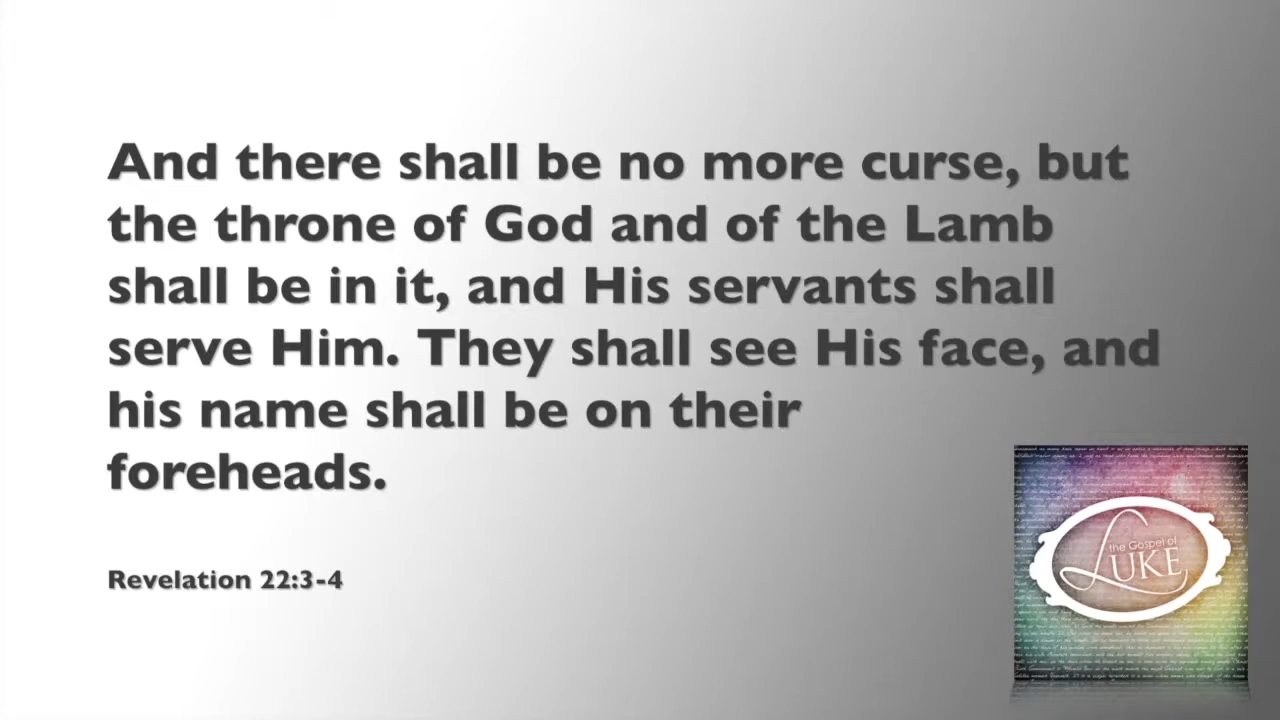 And there shall be no more curse, but
the throne of God and of the Lamb
shall be in it, and His servants shall
serve Him. They shall see His face, and
his name shall be on their
foreheads.
Revelation 22:3-4
the Gospel of
LUKE